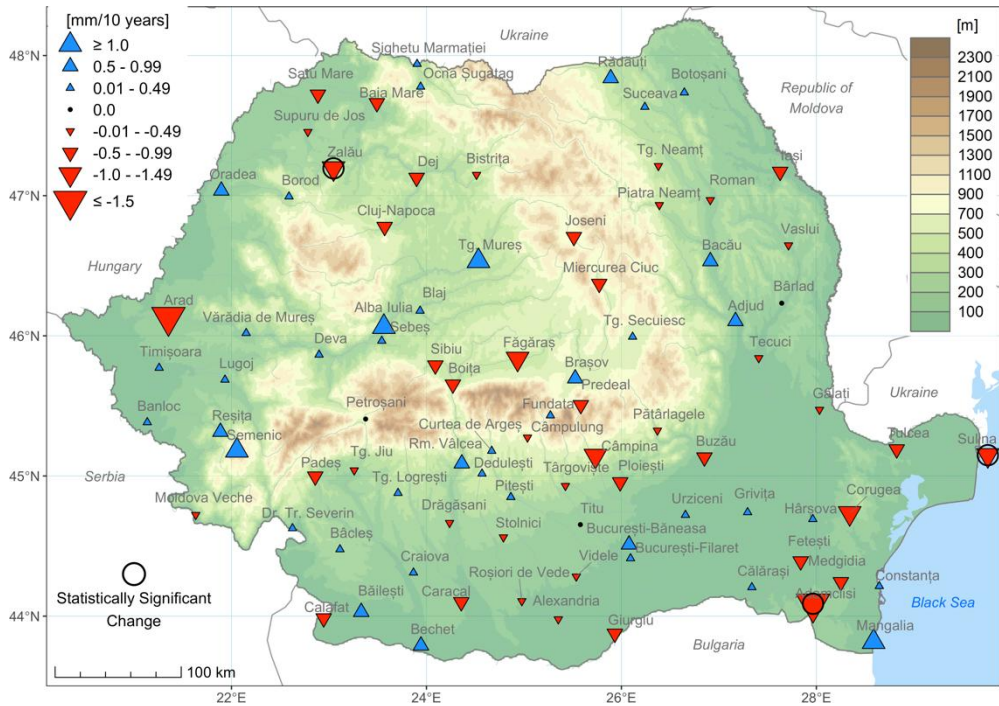 [mm/10 years]
≥ 1.0
0.5 - 0.99
0.01 - 0.49
0.0
-0.01 - -0.49
-0.5 - -0.99
-1.0 - -1.49
≤ -1.5
[m]
2300
2100
1900
1700
1500
1300
1100
900
700
500
400
300
200
100
48°N
47°N
46°N
45°N
44°N
22°E
24°E
26°E
28°E
Ukraine
Republic of
Moldova
Hungary
Serbia
Bulgaria
Ukraine
Black Sea
Sighetu Marmației
Ocna Șugatag
Satu Mare
Baia Mare
Supuru de Jos
Rădăuți
Botoșani
Suceava
Zalău
Dej
Bistrița
Tg. Neamț
Iași
Oradea
Borod
Piatra Neamț
Roman
Cluj-Napoca
Joseni
Vaslui
Tg. Mureș
Bacău
Miercurea Ciuc
Bârlad
Arad
Blaj
Alba Iulia
Sebeș
Adjud
Vărădia de Mureș
Deva
Tg. Secuiesc
Tecuci
Timișoara
Lugoj
Sibiu
Făgăraș
Boița
Brașov
Predeal
Banloc
Petroșani
Fundata
Galați
Reșița
Semenic
Curtea de Argeș
Câmpulung
Pătârlagele
Tulcea
Sulina
Rm. Vâlcea
Câmpina
Buzău
Tg. Jiu
Dedulești
Târgoviște
Ploiești
Padeș
Tg. Logrești
Pitești
Moldova Veche
Drăgășani
Titu
Urziceni
Grivița
Hârșova
Corugea
Dr. Tr. Severin
Stolnici
București-Băneasa
Bâcleș
București-Filaret
Fetești
Craiova
Videle
Medgidia
Roșiori de Vede
Călărași
Constanța
Băilești
Caracal
Alexandria
Adamclisi
Calafat
Giurgiu
Mangalia
Bechet
Statistically Significant
Change
100 km